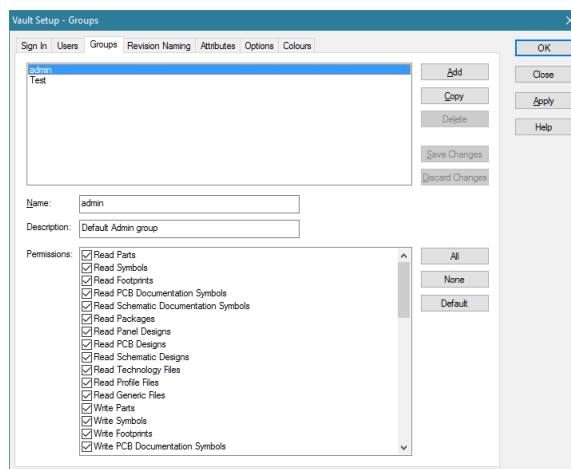 Vault Setup - Groups
Sign In Users Groups Revision Naming Attributes Options Colours
OK
Close
Apply
Help
admin
Test
Add
Copy
Delete
Save Changes
Discard Changes
Name: admin
Description: Default Admin group
Permissions:
Read Parts
Read Symbols
Read Footprints
Read PCB Documentation Symbols
Read Schematic Documentation Symbols
Read Packages
Read Panel Designs
Read PCB Designs
Read Schematic Designs
Read Technology Files
Read Profile Files
Read Generic Files
Write Parts
Write Symbols
Write Footprints
Write PCB Documentation Symbols
All
None
Default